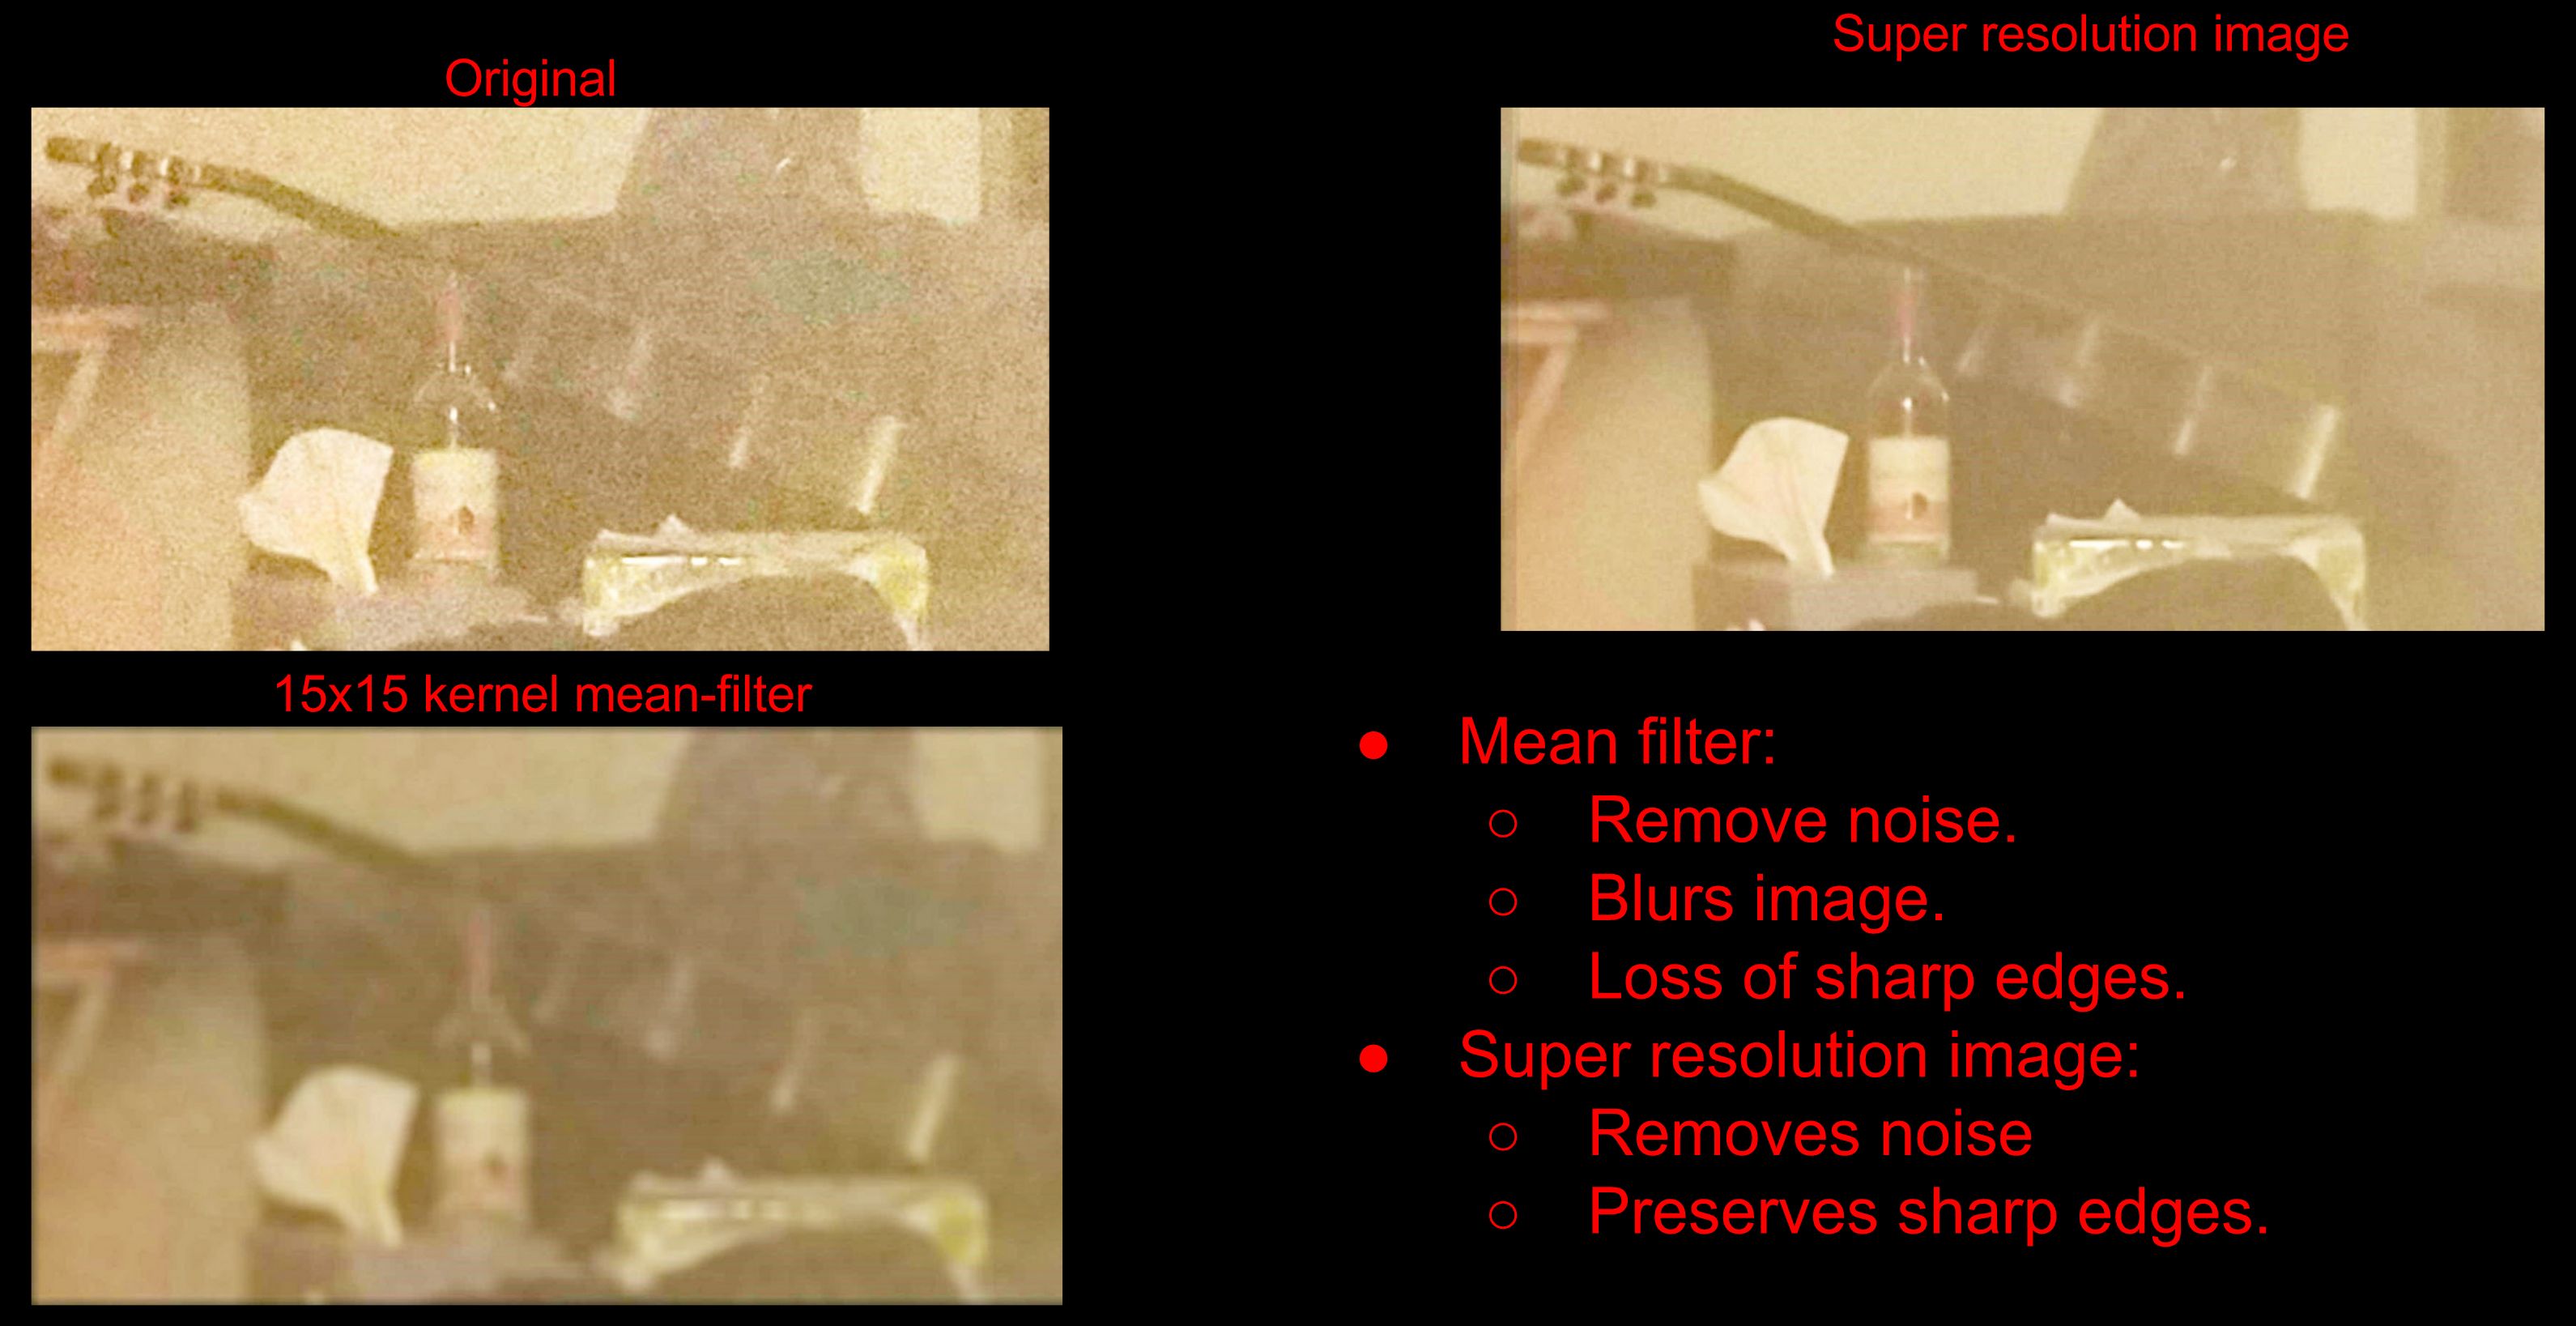 Original
Super resolution image
15x15 kernel mean-filter
● Mean filter:
○ Remove noise.
○ Blurs image.
○ Loss of sharp edges.
● Super resolution image:
○ Removes noise
○ Preserves sharp edges.